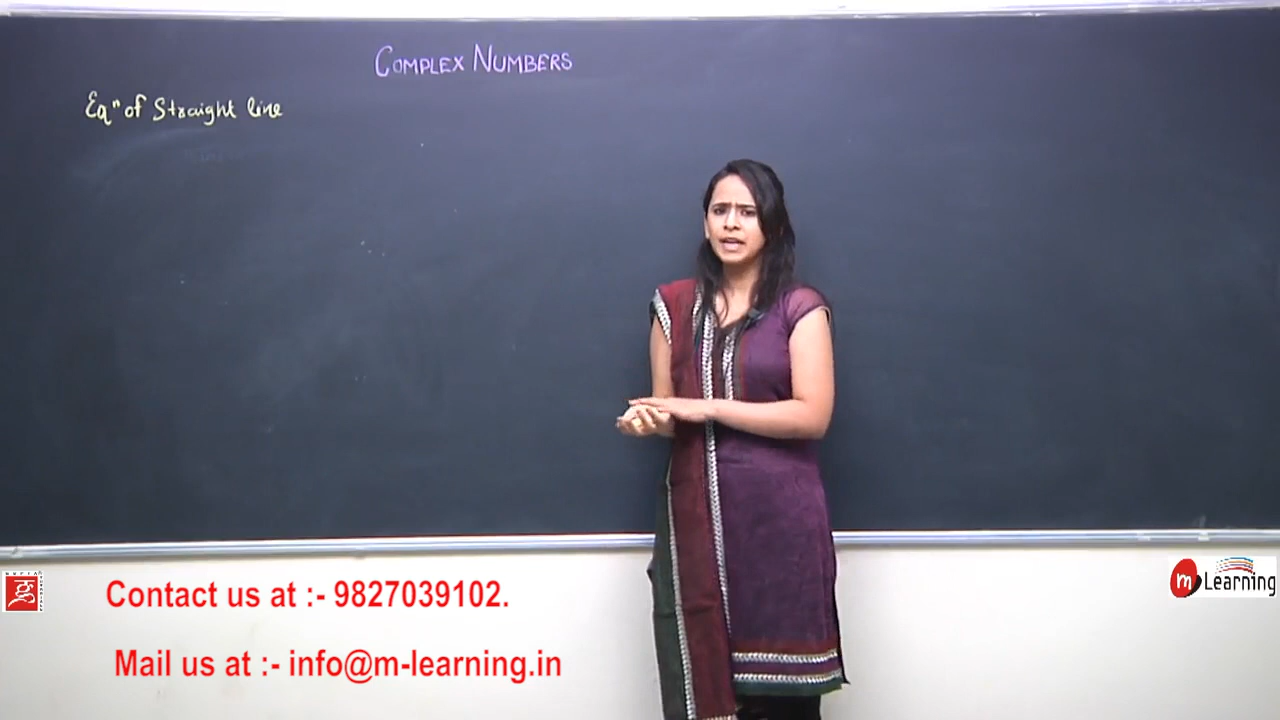 COMPLEX NUMBERS
Eqⁿ of Straight line
m Learning
Contact us at :- 9827039102.
Mail us at :- info@m-learning.in